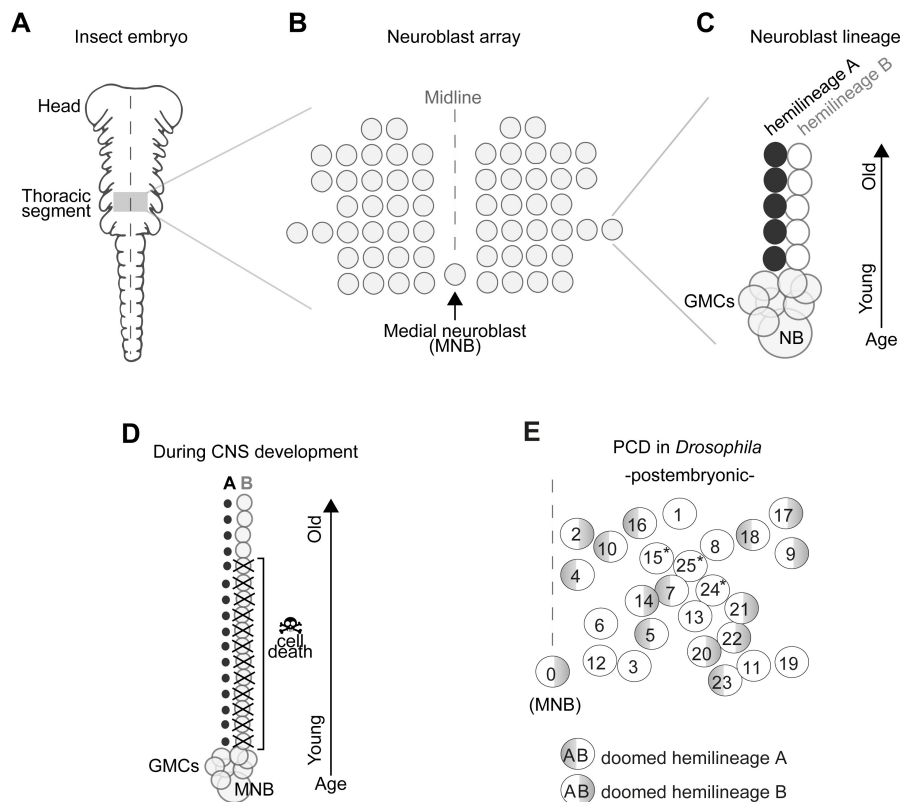 A
Insect embryo
Head
Thoracic
segment
B
Neuroblast array
Midline
Medial neuroblast
(MNB)
C
Neuroblast lineage
hemilineage A
hemilineage B
Old
Young
Age
GMCs
NB
D
During CNS development
A B
Old
cell
death
Young
GMCs
MNB
Age
E
PCD in Drosophila
-postembryonic-
1
2
16
17
10
18
15*
8
9
4
25*
7
24*
14
21
13
6
5
22
20
12
3
11
19
0
23
(MNB)
AB doomed hemilineage A
AB doomed hemilineage B